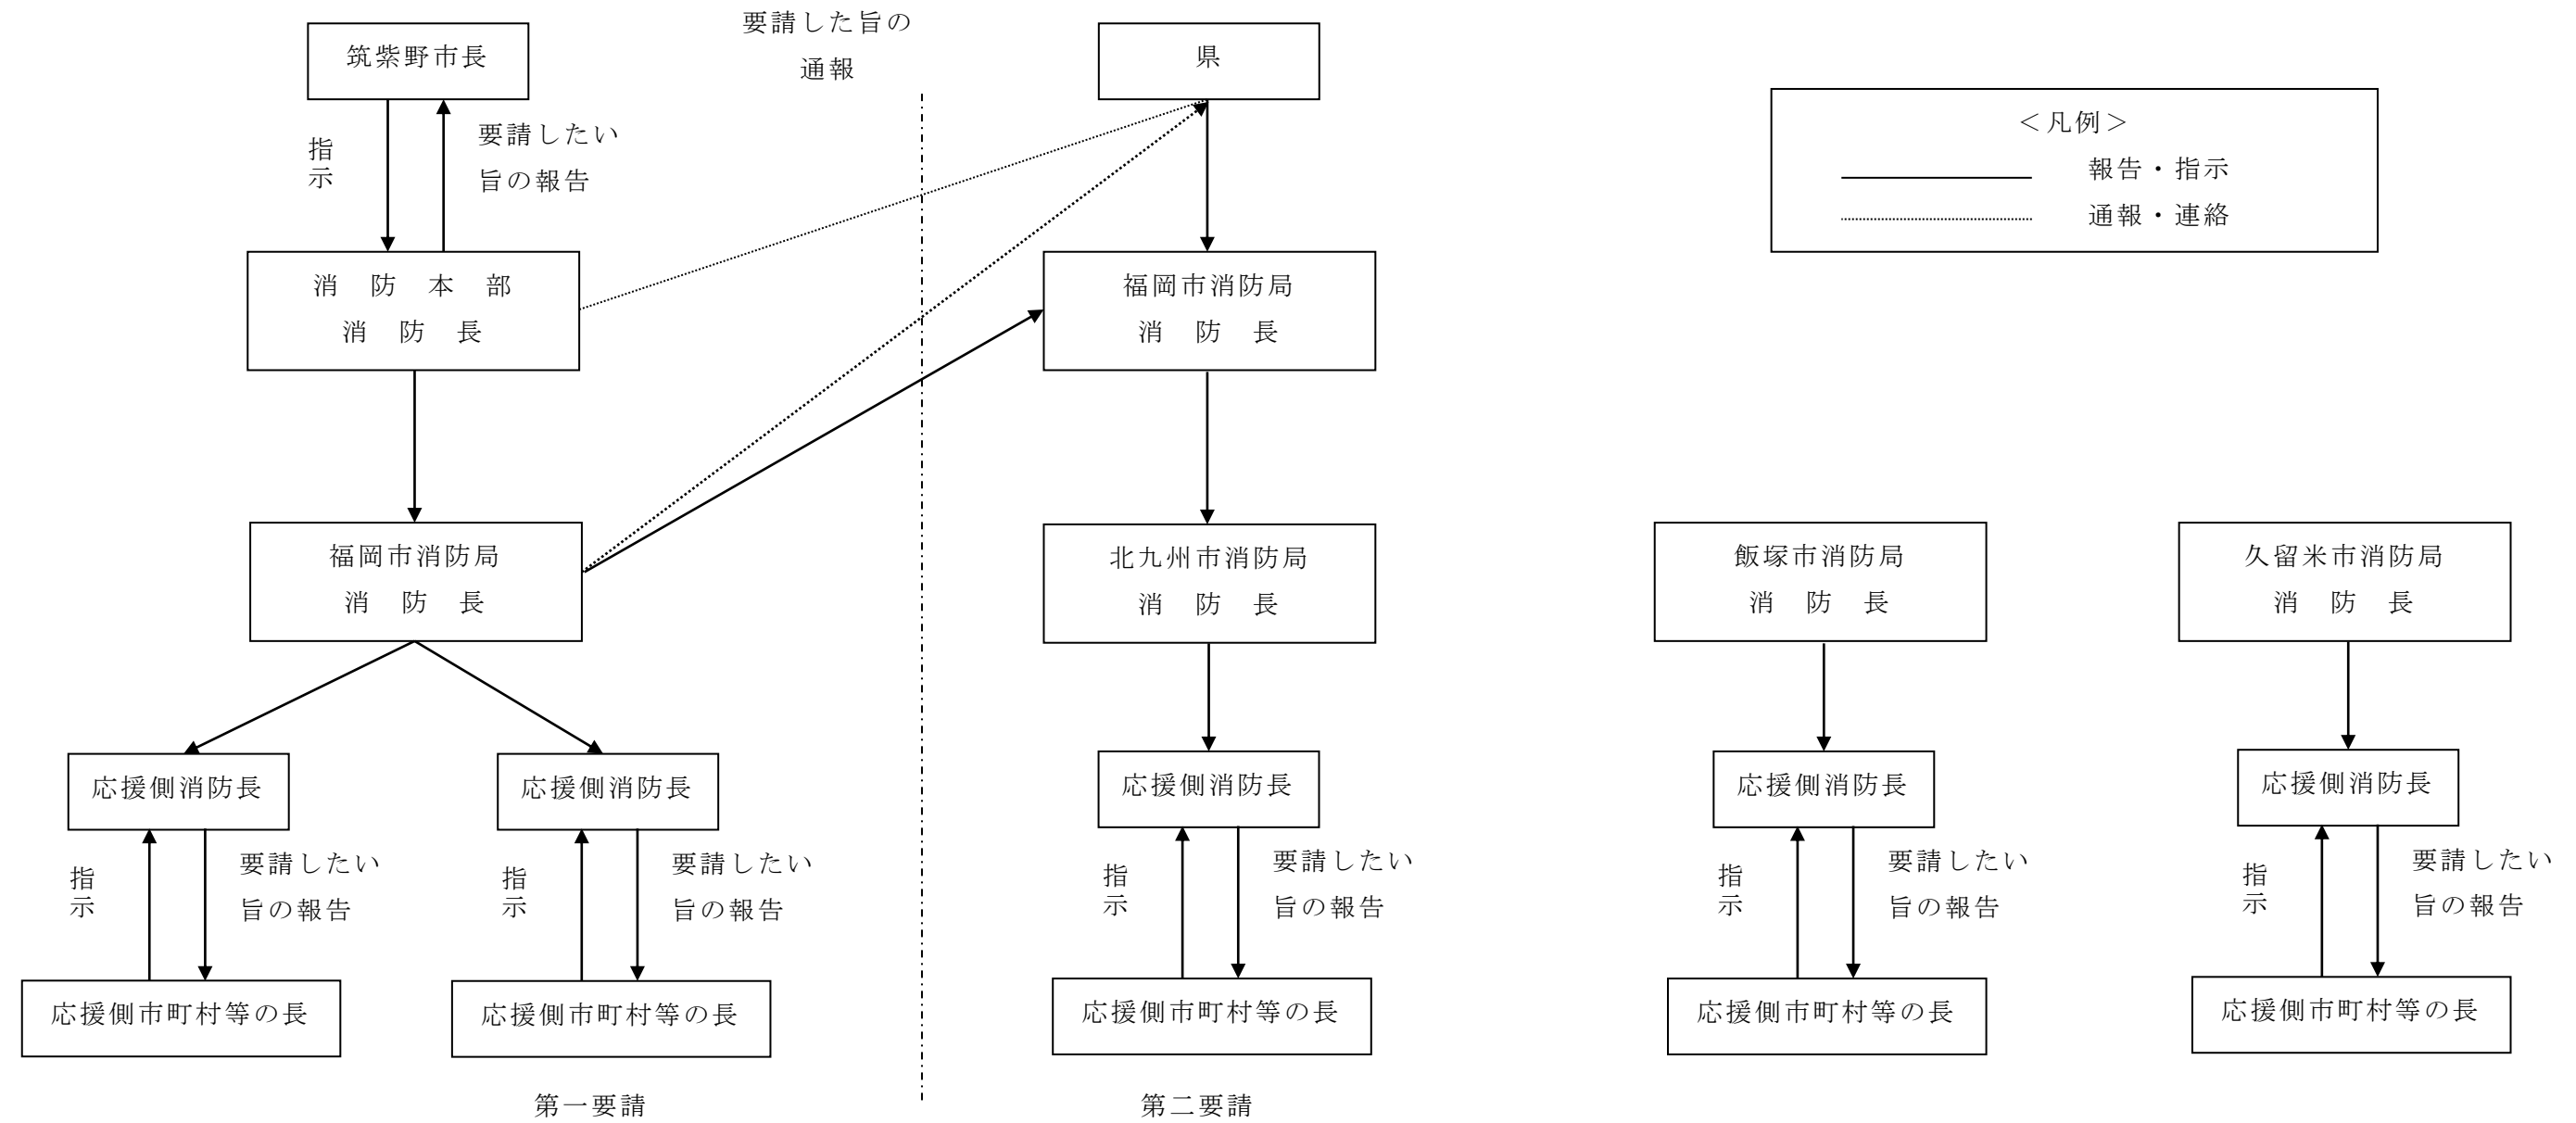 要請した旨の
通報
筑紫野市長
県
指示
要請したい
旨の報告
＜凡例＞
報告・指示
通報・連絡
消　防　本　部
消　防　長
福岡市消防局
消　防　長
福岡市消防局
消　防　長
北九州市消防局
消　防　長
飯塚市消防局
消　防　長
久留米市消防局
消　防　長
応援側消防長
応援側消防長
応援側消防長
応援側消防長
応援側消防長
指示
要請したい
旨の報告
指示
要請したい
旨の報告
指示
要請したい
旨の報告
指示
要請したい
旨の報告
指示
要請したい
旨の報告
応援側市町村等の長
応援側市町村等の長
応援側市町村等の長
応援側市町村等の長
応援側市町村等の長
第一要請
第二要請